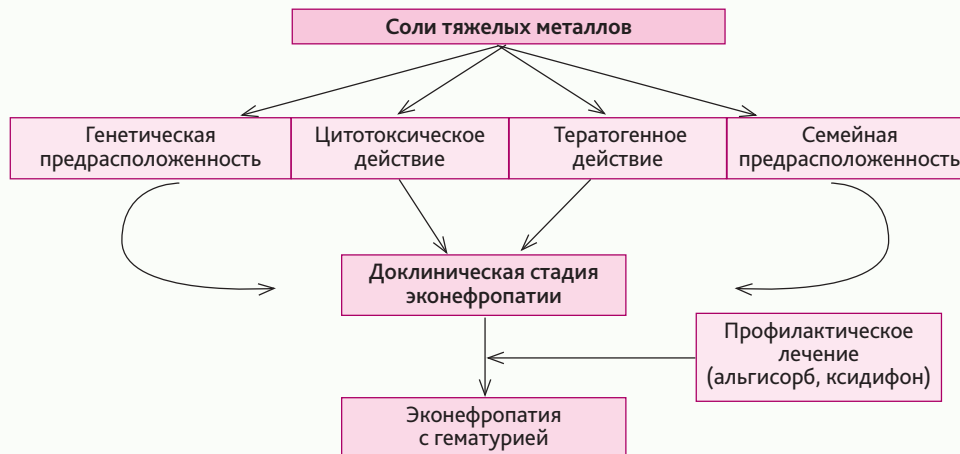 Соли тяжелых металлов
Генетическая
предрасположенность
Цитотоксическое
действие
Тератогенное
действие
Семейная
предрасположенность
Доклиническая стадия
эконефропатии
Профилактическое
лечение
(альгисорб, ксидифон)
Эконефропатия
с гематурией